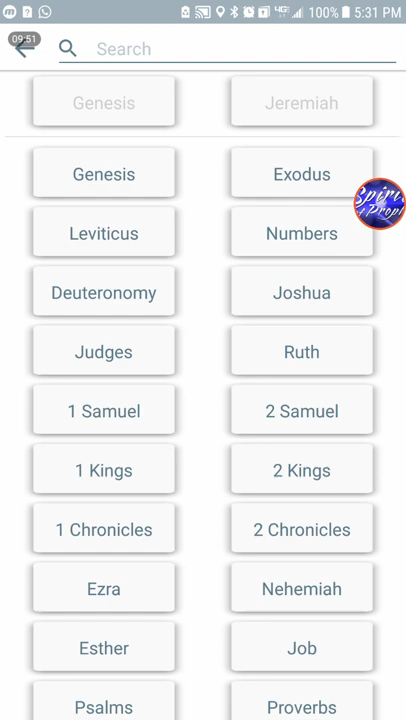 100% 5:31 PM
09:51
Search
Genesis Jeremiah
Genesis Exodus
Leviticus Numbers
Deuteronomy Joshua
Judges Ruth
1 Samuel 2 Samuel
1 Kings 2 Kings
1 Chronicles 2 Chronicles
Ezra Nehemiah
Esther Job
Psalms Proverbs